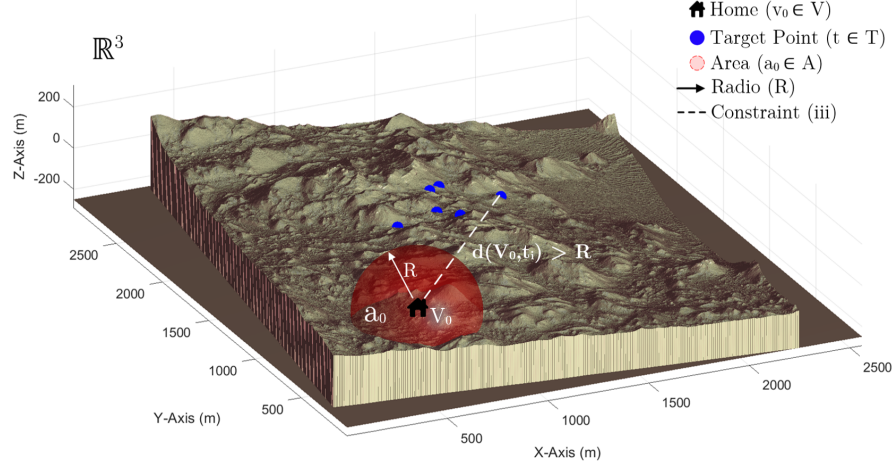 ℝ³
Home (v₀ ∈ V)
Target Point (t ∈ T)
Area (a₀ ∈ A)
Radio (R)
Constraint (iii)
Z-Axis (m)
200
0
-200
d(V₀,tᵢ) > R
R
a₀
V₀
2500
2000
1500
1000
500
Y-Axis (m)
500
1000
1500
2000
2500
X-Axis (m)